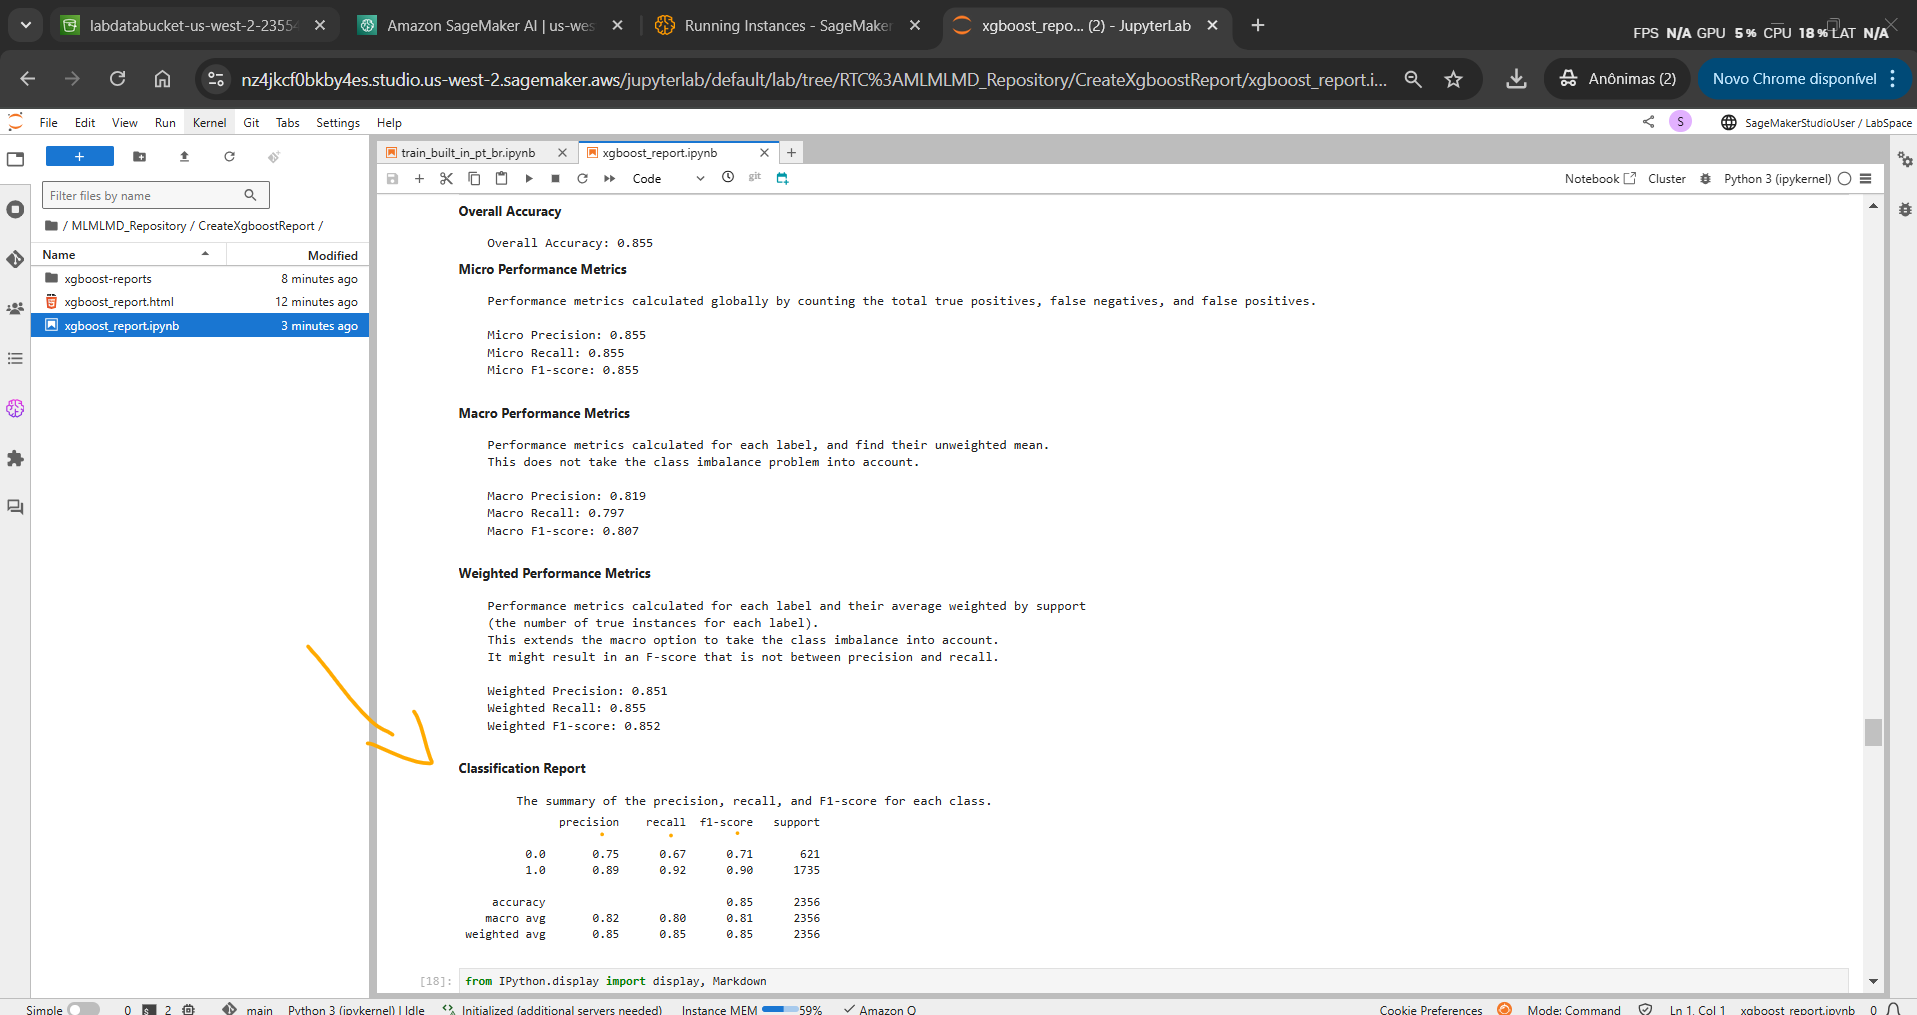 labdatabucket-us-west-2-23554
Amazon SageMaker AI | us-wes
Running Instances - SageMaker
xgboost_repo... (2) - JupyterLab
FPS N/A GPU 5% CPU 18% LAT N/A
nz4jkcf0bkby4es.studio.us-west-2.sagemaker.aws/jupyterlab/default/lab/tree/RTC%3AMLMLMD_Repository/CreateXgboostReport/xgboost_report.i...
Anônimas (2)
Novo Chrome disponível
File Edit View Run Kernel Git Tabs Settings Help
S
SageMakerStudioUser / LabSpace
train_built_in_pt_br.ipynb
xgboost_report.ipynb
Code
git
Notebook
Cluster
Python 3 (ipykernel)
Filter files by name
/ MLMLMD_Repository / CreateXgboostReport /
Name Modified
xgboost-reports 8 minutes ago
xgboost_report.html 12 minutes ago
xgboost_report.ipynb 3 minutes ago
Overall Accuracy
Overall Accuracy: 0.855
Micro Performance Metrics
Performance metrics calculated globally by counting the total true positives, false negatives, and false positives.
Micro Precision: 0.855
Micro Recall: 0.855
Micro F1-score: 0.855
Macro Performance Metrics
Performance metrics calculated for each label, and find their unweighted mean.
This does not take the class imbalance problem into account.
Macro Precision: 0.819
Macro Recall: 0.797
Macro F1-score: 0.807
Weighted Performance Metrics
Performance metrics calculated for each label and their average weighted by support
(the number of true instances for each label).
This extends the macro option to take the class imbalance into account.
It might result in an F-score that is not between precision and recall.
Weighted Precision: 0.851
Weighted Recall: 0.855
Weighted F1-score: 0.852
Classification Report
The summary of the precision, recall, and F1-score for each class.
precision recall f1-score support
0.0 0.75 0.67 0.71 621
1.0 0.89 0.92 0.90 1735
accuracy 0.85 2356
macro avg 0.82 0.80 0.81 2356
weighted avg 0.85 0.85 0.85 2356
[18]: from IPython.display import display, Markdown
Simple 0 2 main Python 3 (ipykernel) | Idle Initialized (additional servers needed) Instance MEM 59% Amazon Q
Cookie Preferences Mode: Command Ln 1, Col 1 xgboost_report.ipynb 0